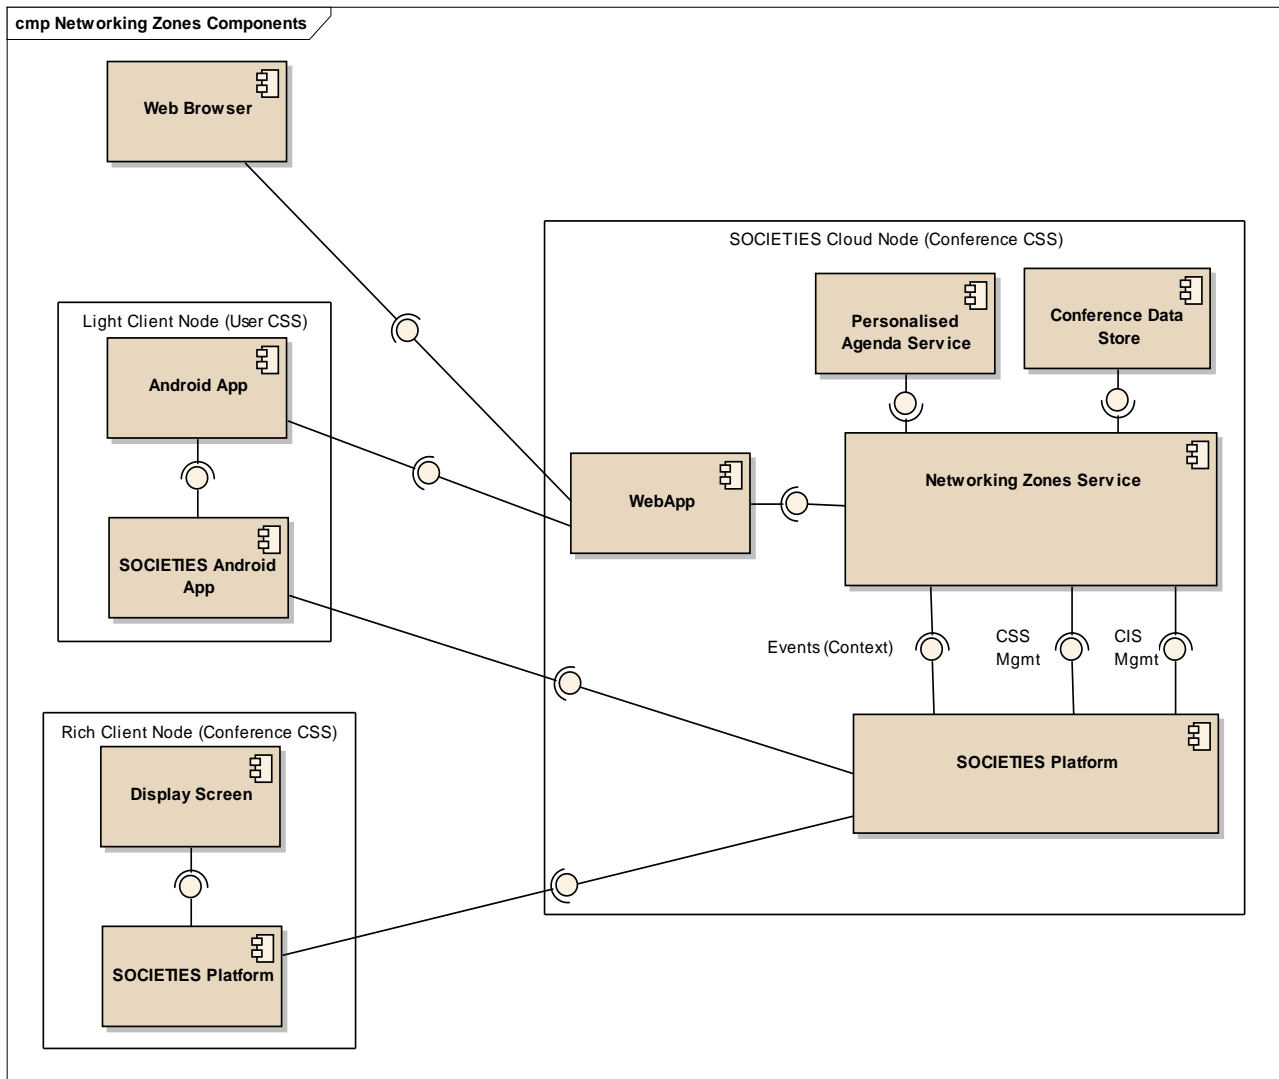 cmp Networking Zones Components
Web Browser
SOCIETIES Cloud Node (Conference CSS)
Personalised
Agenda Service
Conference Data
Store
Light Client Node (User CSS)
Android App
SOCIETIES Android
App
WebApp
Networking Zones Service
Events (Context)
CSS
Mgmt
CIS
Mgmt
SOCIETIES Platform
Rich Client Node (Conference CSS)
Display Screen
SOCIETIES Platform